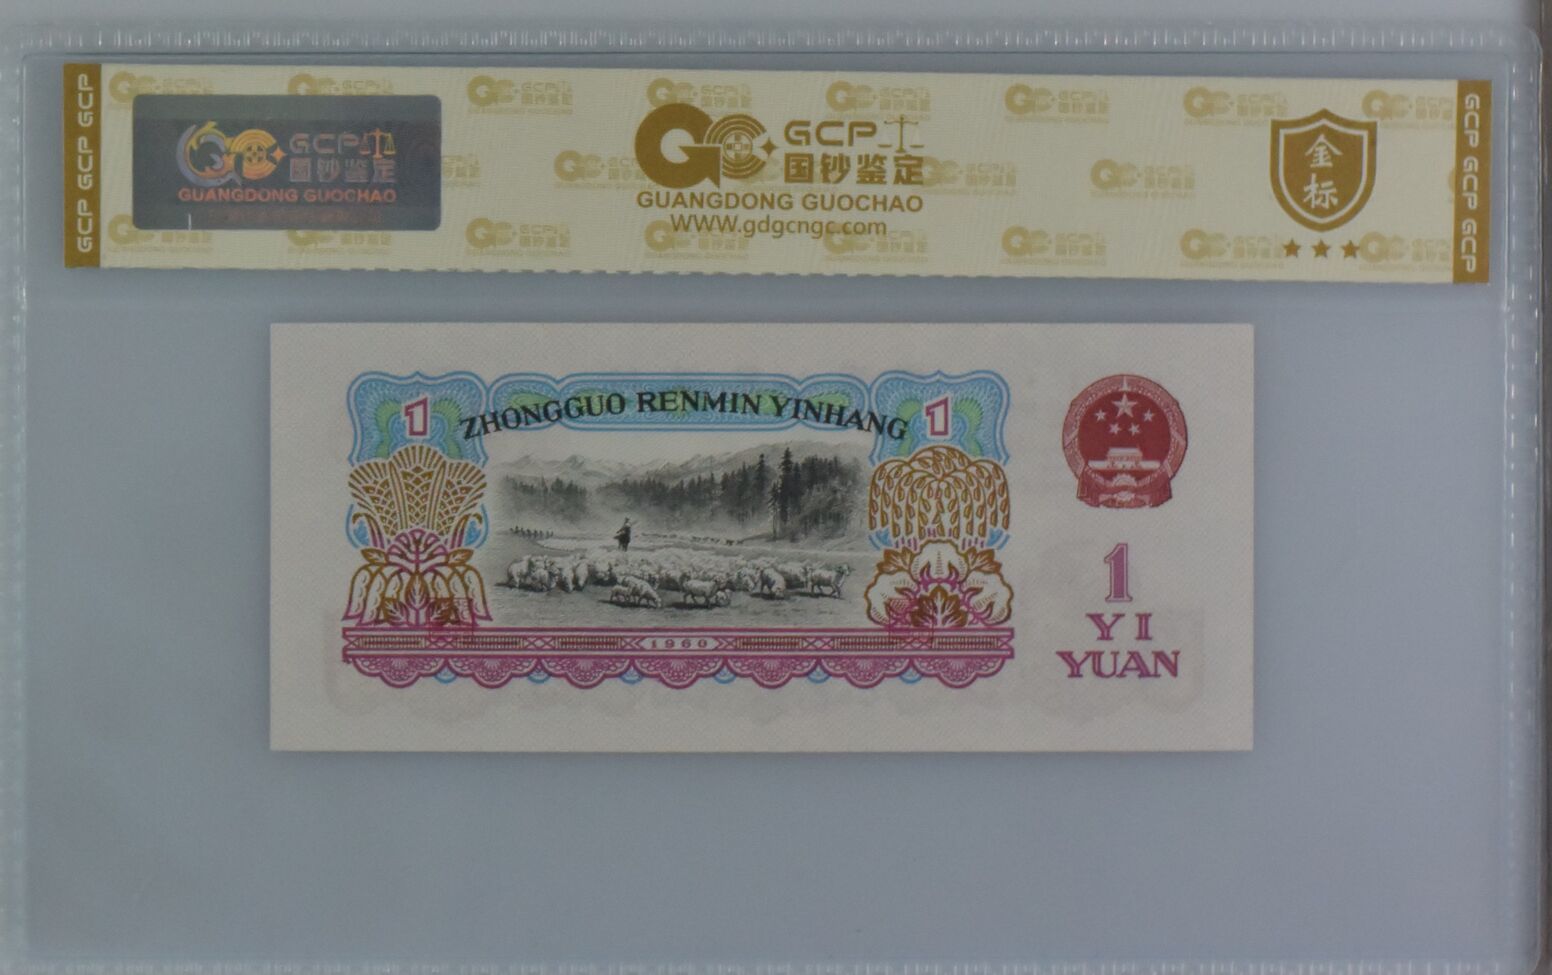 GCP GCP GCP
GCP
国钞鉴定
GUANGDONG GUOCHAO
GCP
国钞鉴定
GUANGDONG GUOCHAO
WWW.gdgcngc.com
金标
GCP GCP GCP GCP
ZHONGGUO RENMIN YINHANG
1
1
1960
1
YI
YUAN